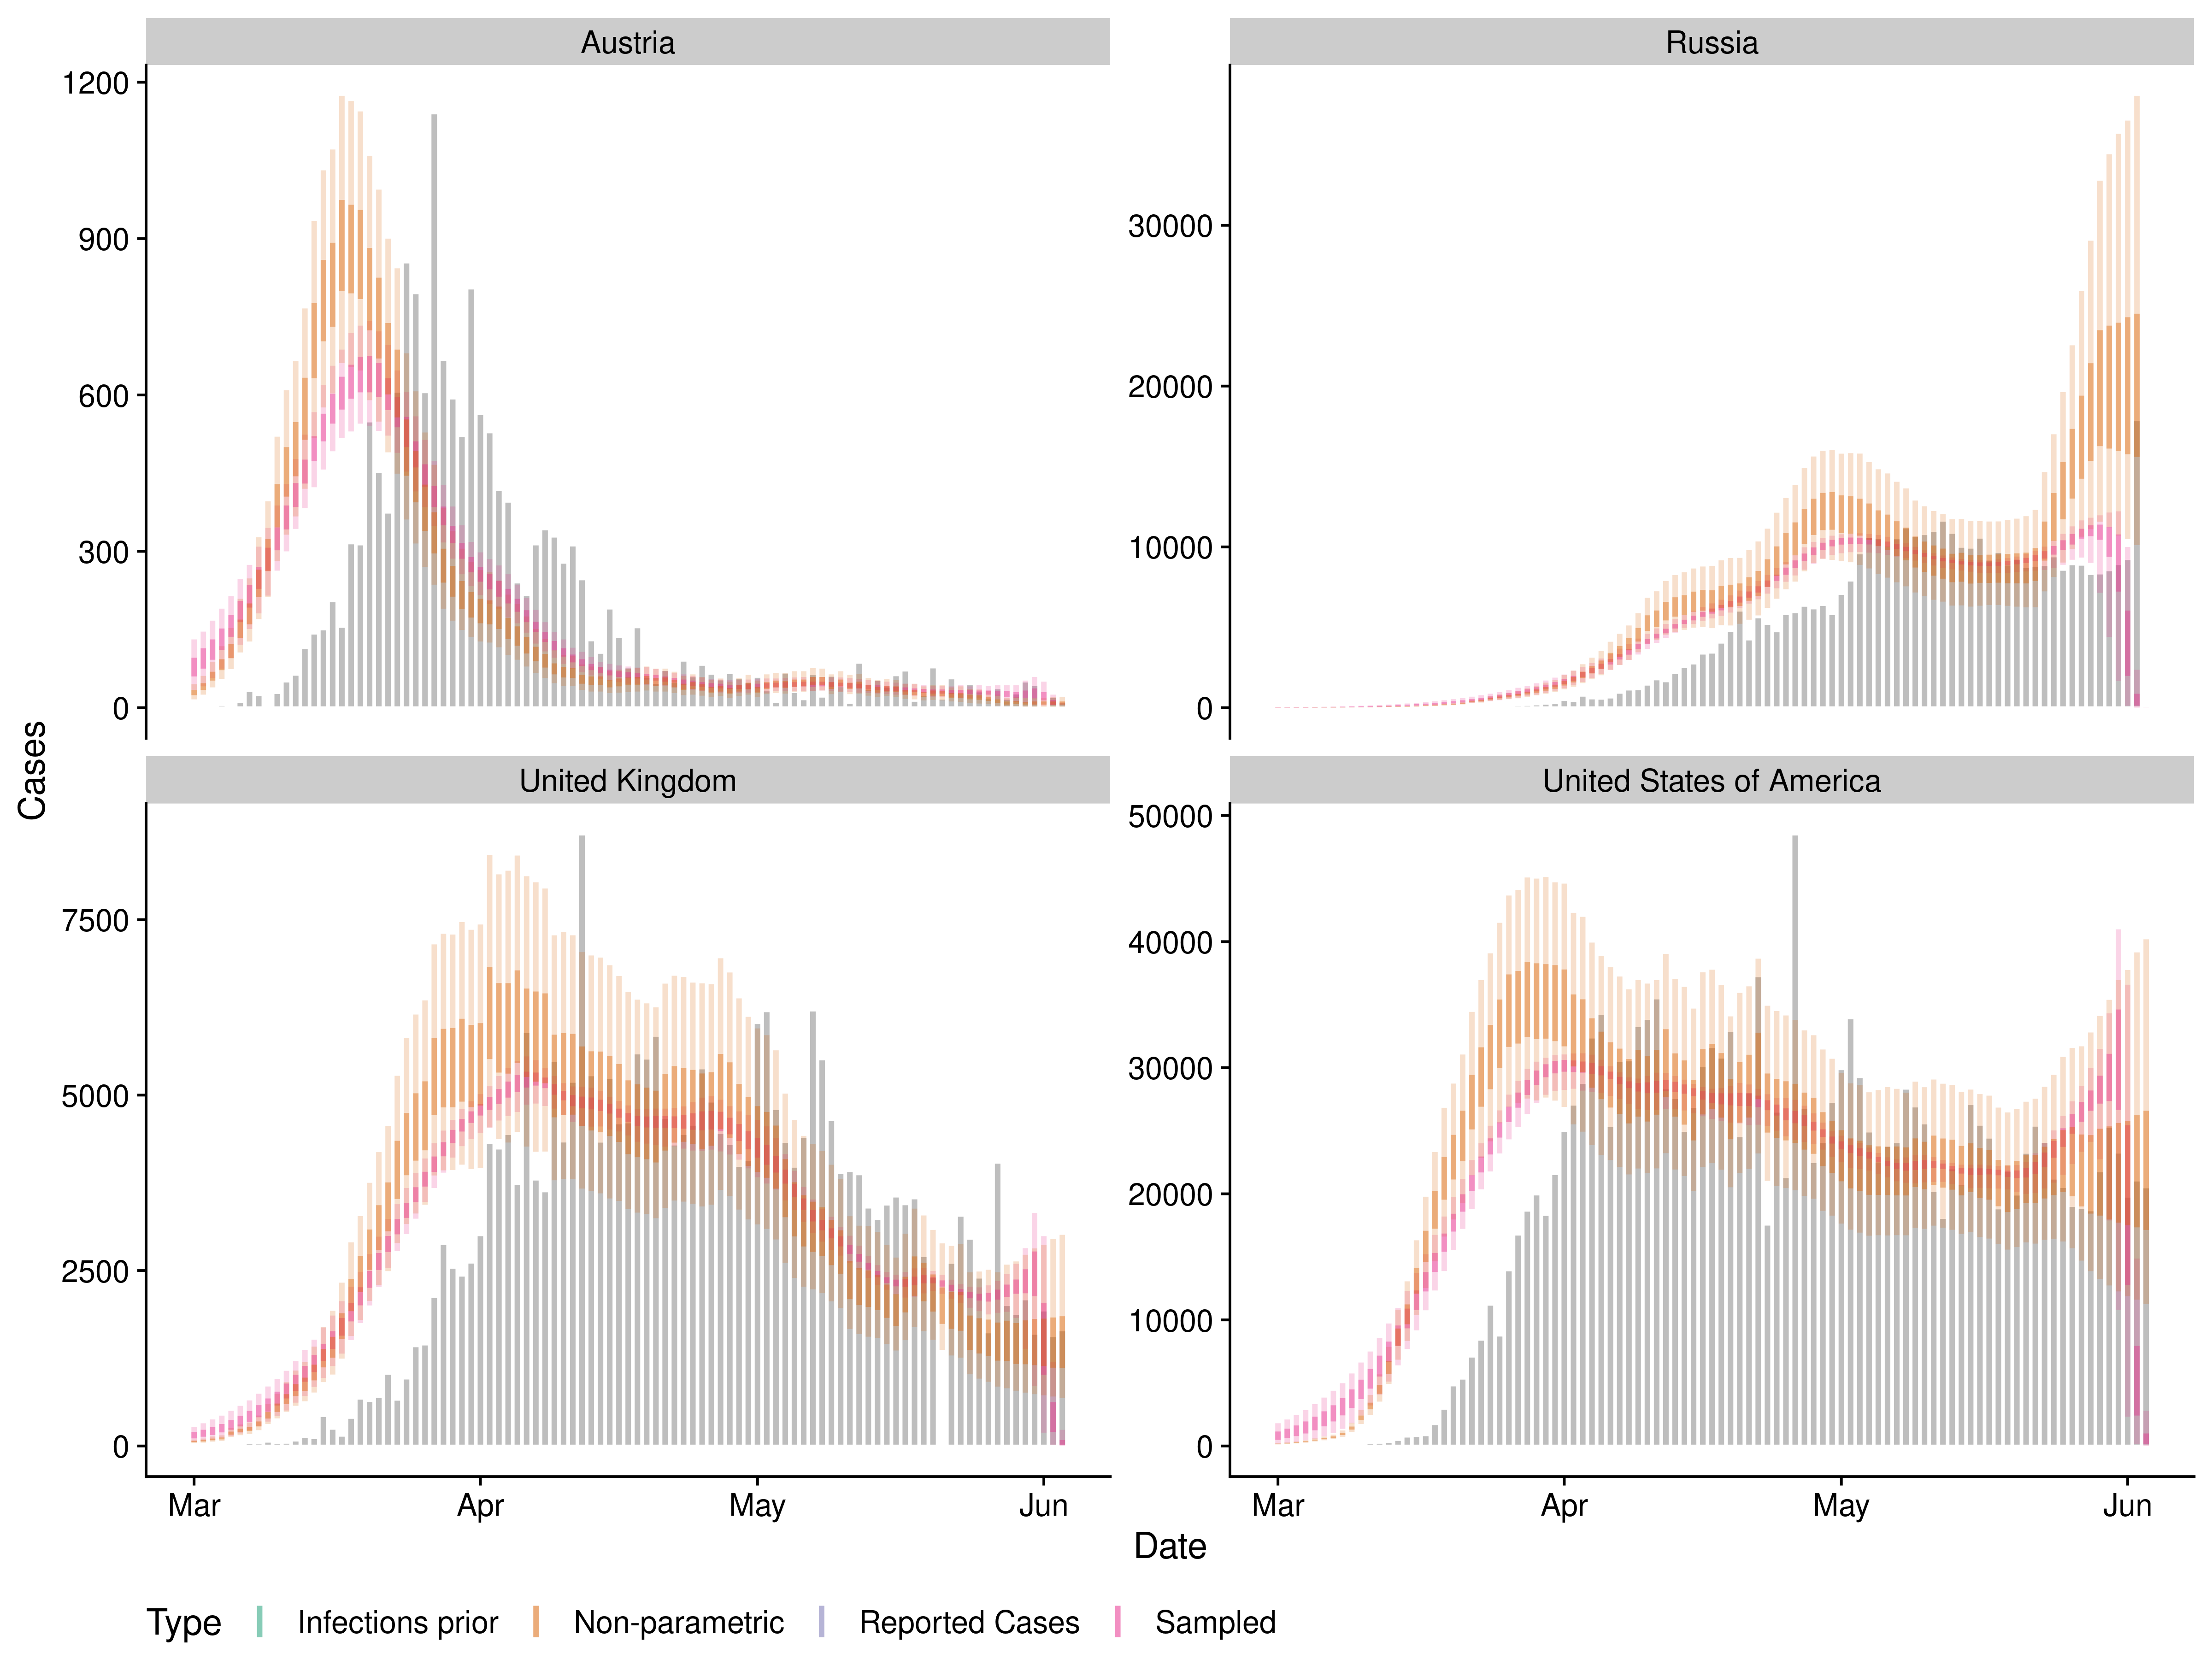 Austria
Russia
1200
900
600
300
0
30000
20000
10000
0
Cases
United Kingdom
United States of America
7500
5000
2500
0
50000
40000
30000
20000
10000
0
Mar Apr May Jun
Mar Apr May Jun
Date
Type Infections prior Non-parametric Reported Cases Sampled